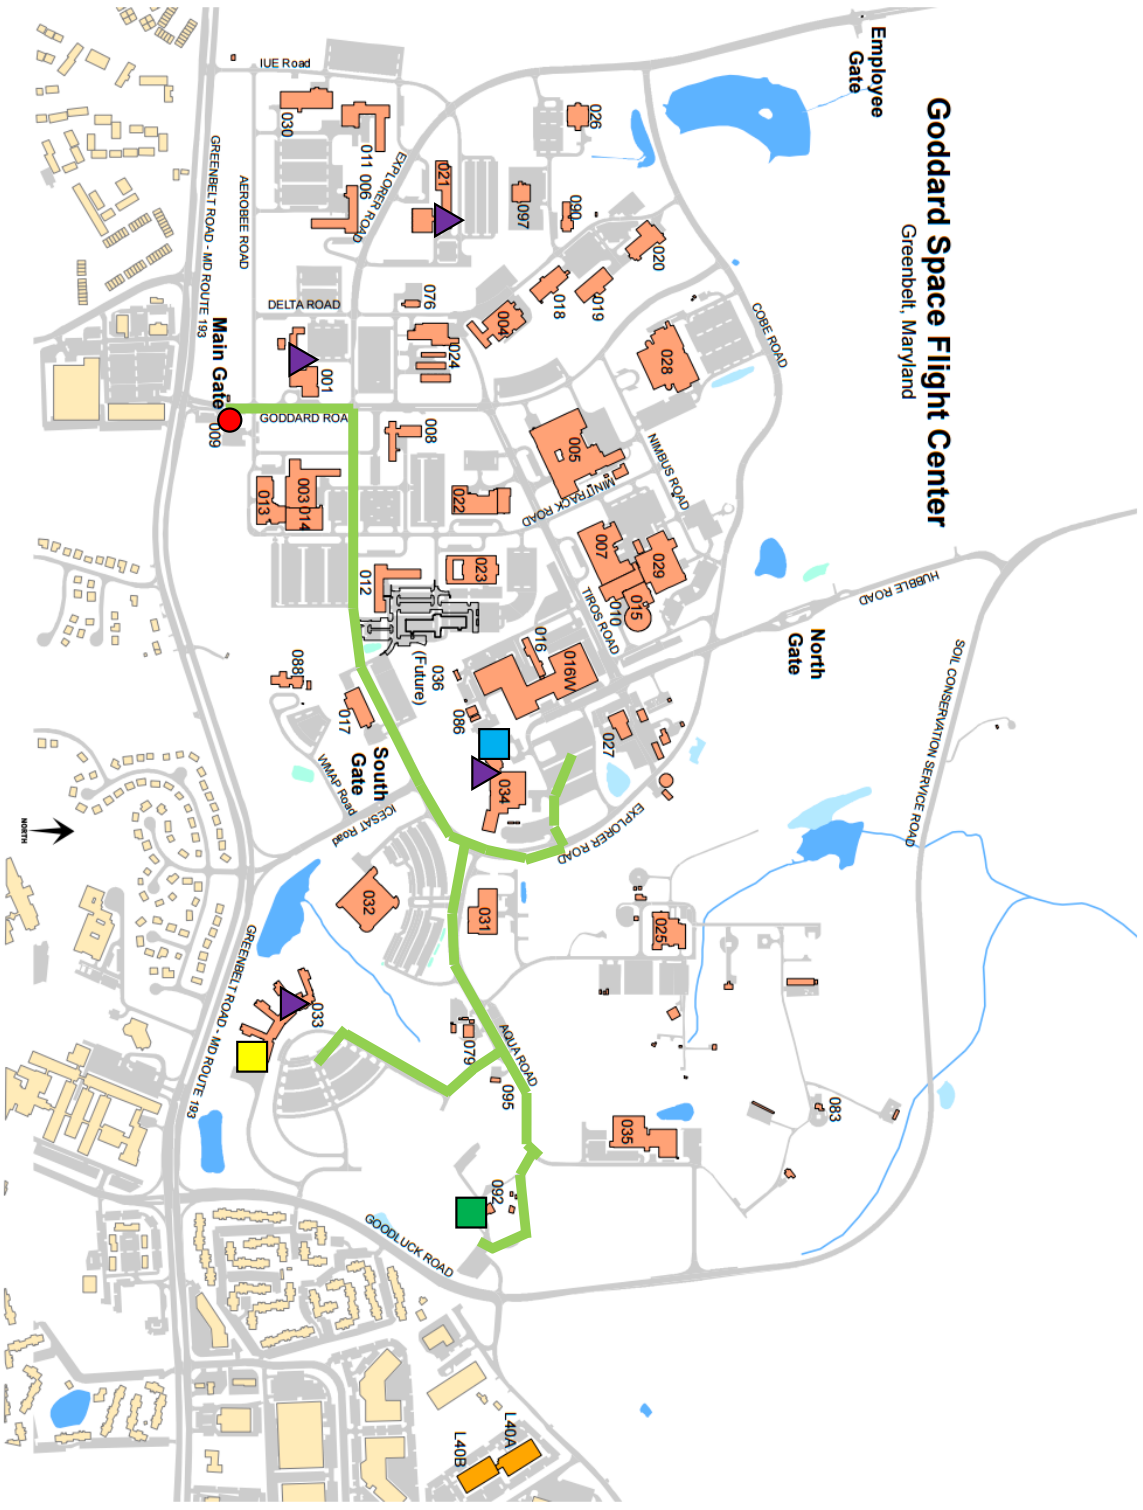 Goddard Space Flight Center
Greenbelt, Maryland
Employee
Gate
HUBBLE ROAD
SOIL CONSERVATION SERVICE ROAD
North
Gate
083
COBE ROAD
NIMBUS ROAD
020
028
029
015
010
025
035
026
090
097
019
018
005
007
TIROS ROAD
MINITRACK ROAD
016W
016
027
EXPLORER ROAD
004
022
023
086
034
031
AQUA ROAD
095
092
079
L40A
L40B
021
076
024
008
036
(Future)
IUE Road
011
006
EXPLORER ROAD
012
017
South
Gate
ICESAT Road
WMAP Road
032
GOODLUCK ROAD
030
DELTA ROAD
001
GODDARD ROA
003
014
013
088
033
AEROBEE ROAD
Main Gate
009
GREENBELT ROAD - MD ROUTE 193
GREENBELT ROAD - MD ROUTE 193
NORTH